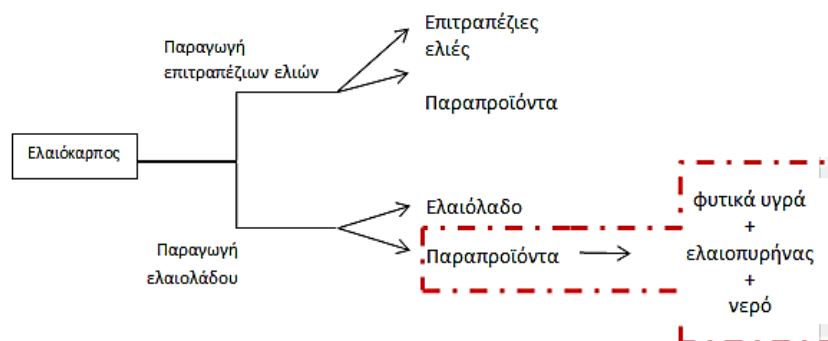 Επιτραπέζιες
ελιές
Παραγωγή
επιτραπέζιων ελιών
Παραπροϊόντα
Ελαιόκαρπος
Ελαιόλαδο
Παραπροϊόντα
Παραγωγή
ελαιολάδου
φυτικά υγρά
+
ελαιοπυρήνας
+
νερό